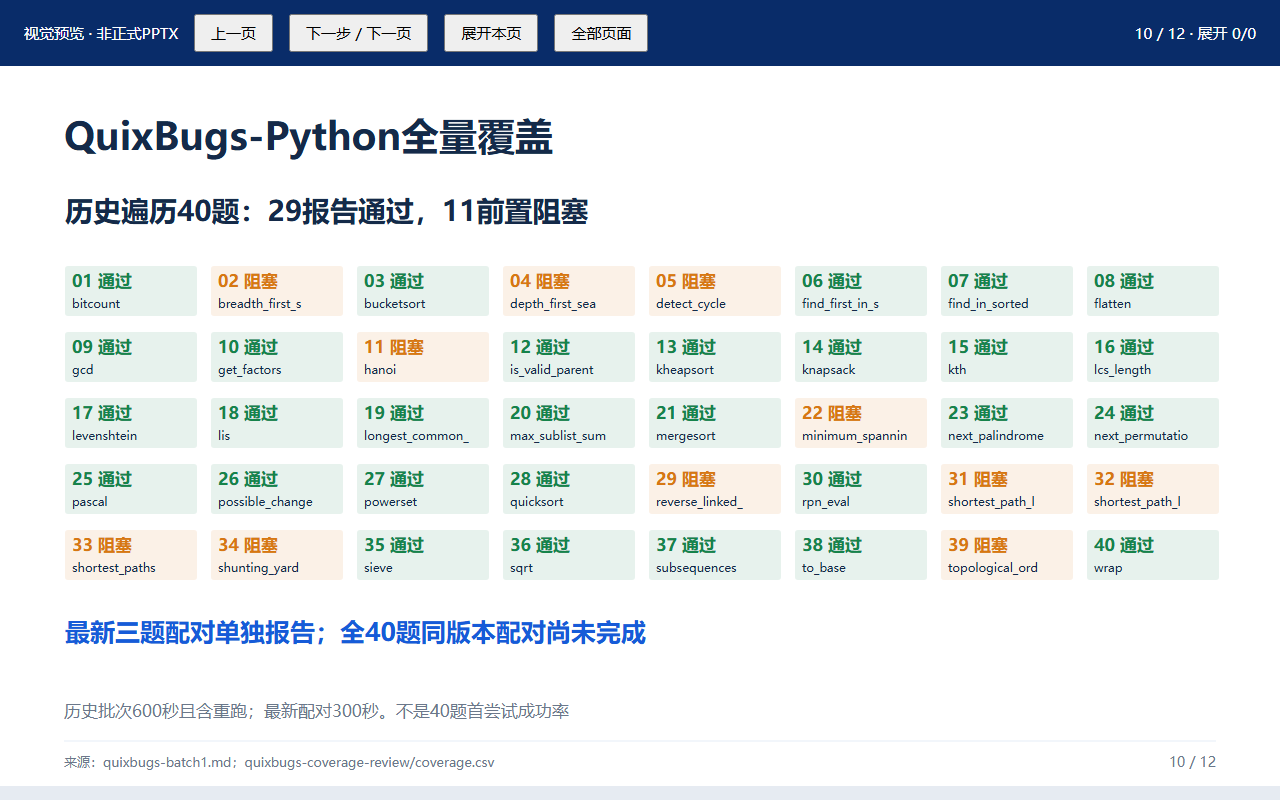 视觉预览 · 非正式PPTX 上一页 下一步 / 下一页 展开本页 全部页面 10 / 12 · 展开 0/0
QuixBugs-Python全量覆盖
历史遍历40题：29报告通过，11前置阻塞
01 通过 02 阻塞 03 通过 04 阻塞 05 阻塞 06 通过 07 通过 08 通过
bitcount breadth_first_s bucketsort depth_first_sea detect_cycle find_first_in_s find_in_sorted flatten
09 通过 10 通过 11 阻塞 12 通过 13 通过 14 通过 15 通过 16 通过
gcd get_factors hanoi is_valid_parent kheapsort knapsack kth lcs_length
17 通过 18 通过 19 通过 20 通过 21 通过 22 阻塞 23 通过 24 通过
levenshtein lis longest_common_ max_sublist_sum mergesort minimum_spannin next_palindrome next_permutatio
25 通过 26 通过 27 通过 28 通过 29 阻塞 30 通过 31 阻塞 32 阻塞
pascal possible_change powerset quicksort reverse_linked_ rpn_eval shortest_path_l shortest_path_l
33 阻塞 34 阻塞 35 通过 36 通过 37 通过 38 通过 39 阻塞 40 通过
shortest_paths shunting_yard sieve sqrt subsequences to_base topological_ord wrap
最新三题配对单独报告；全40题同版本配对尚未完成
历史批次600秒且含重跑；最新配对300秒。不是40题首尝试成功率
来源：quixbugs-batch1.md；quixbugs-coverage-review/coverage.csv 10 / 12